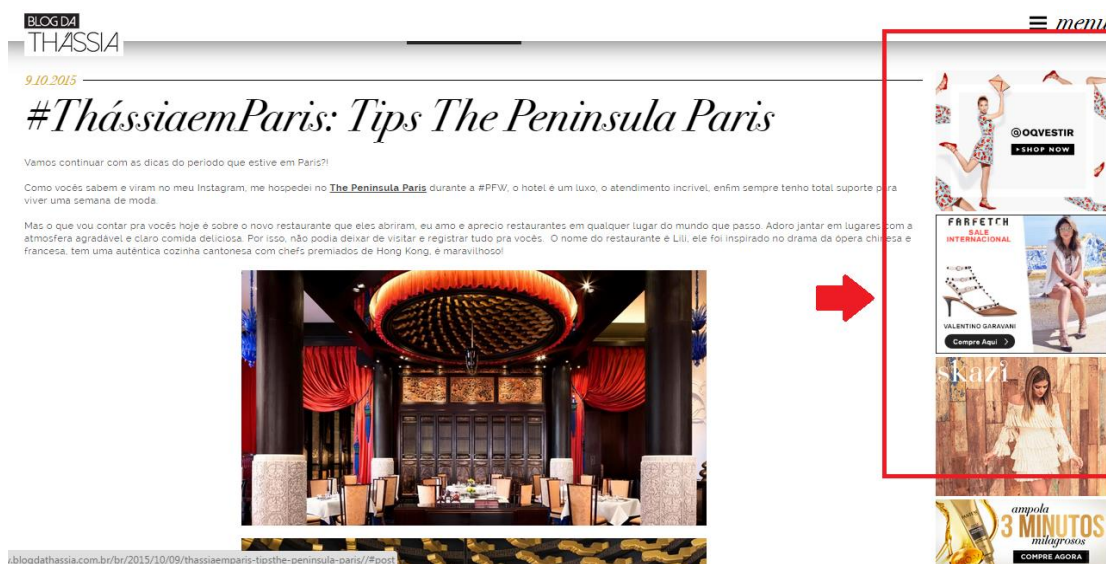 BLOG DA
THÁSSIA
menu
9.10.2015
#ThássiaemParis: Tips The Peninsula Paris
Vamos continuar com as dicas do período que estive em Paris?!
Como vocês sabem e viram no meu Instagram, me hospedei no The Peninsula Paris durante a #PFW, o hotel é um luxo, o atendimento incrível, enfim sempre tenho total suporte para
viver uma semana de moda.
Mas o que vou contar pra vocês hoje é sobre o novo restaurante que eles abriram, eu amo e aprecio restaurantes em qualquer lugar do mundo que passo. Adoro jantar em lugares com a
atmosfera agradável e claro comida deliciosa. Por isso, não podia deixar de visitar e registrar tudo pra vocês. O nome do restaurante é Lili, ele foi inspirado no drama da ópera chinesa e
francesa, tem uma autêntica cozinha cantonesa com chefs premiados de Hong Kong, e maravilhoso!
@OQVESTIR
SHOP NOW
FARFETCH
SALE
INTERNACIONAL
VALENTINO GARAVANI
Compre Aqui
skazi
ampola
3 MINUTOS
milagrosos
COMPRE AGORA
.blogdathassia.com.br/br/2015/10/09/thassiaemparis-tipsthe-peninsula-paris//#post